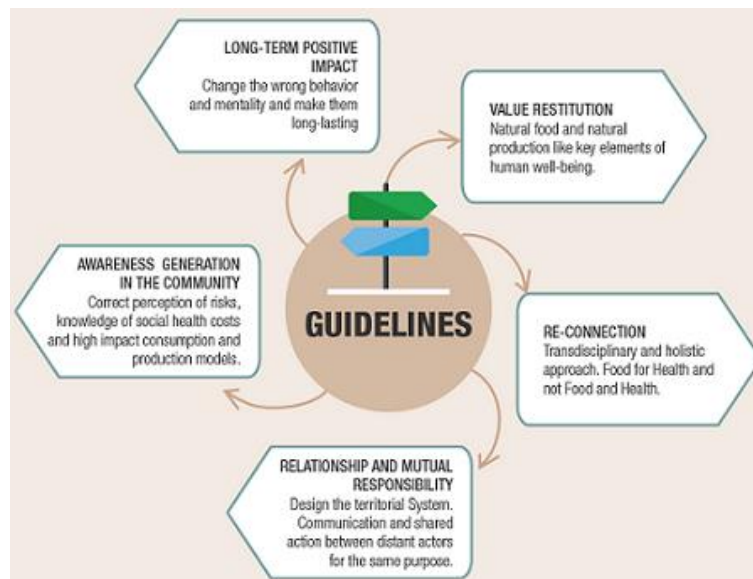 LONG-TERM POSITIVE
IMPACT
Change the wrong behavior
and mentality and make them
long-lasting
VALUE RESTITUTION
Natural food and natural
production like key elements of
human well-being.
AWARENESS GENERATION
IN THE COMMUNITY
Correct perception of risks,
knowledge of social health costs
and high impact consumption and
production models.
GUIDELINES
RE-CONNECTION
Transdisciplinary and holistic
approach. Food for Health and
not Food and Health.
RELATIONSHIP AND MUTUAL
RESPONSIBILITY
Design the territorial System.
Communication and shared
action between distant actors
for the same purpose.